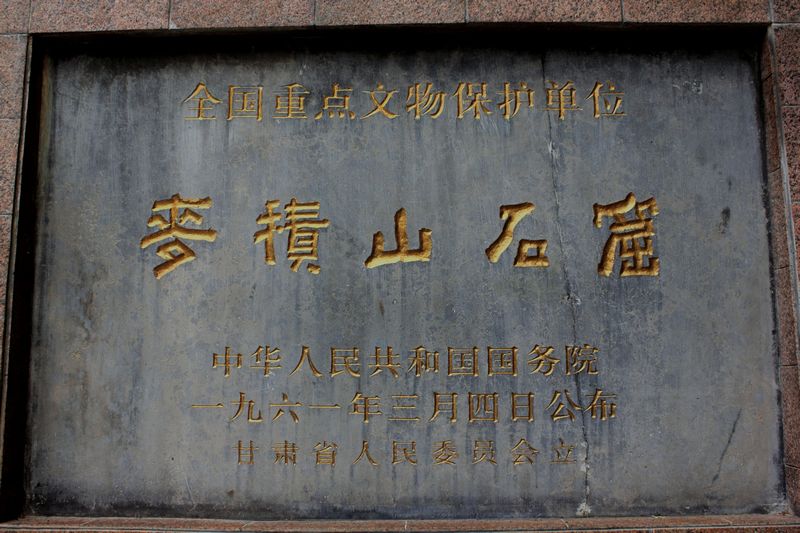 全国重点文物保护单位
麥積山石窟
中华人民共和国国务院
一九六一年三月四日公布
甘肃省人民委员会立